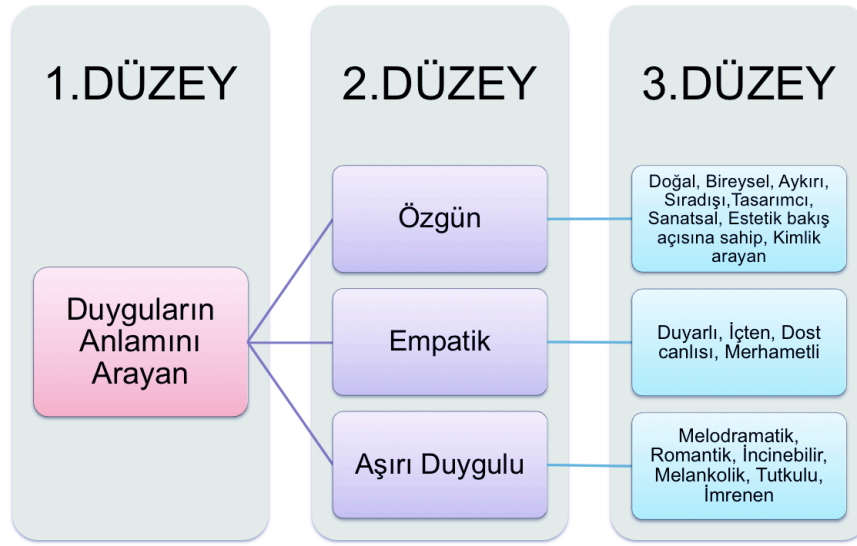 1.DÜZEY
2.DÜZEY
3.DÜZEY
Duyguların
Anlamını
Arayan
Özgün
Doğal, Bireysel, Aykırı,
Sıradışı,Tasarımcı,
Sanatsal, Estetik bakış
açısına sahip, Kimlik
arayan
Empatik
Duyarlı, İçten, Dost
canlısı, Merhametli
Aşırı Duygulu
Melodramatik,
Romantik, İncinebilir,
Melankolik, Tutkulu,
İmrenen